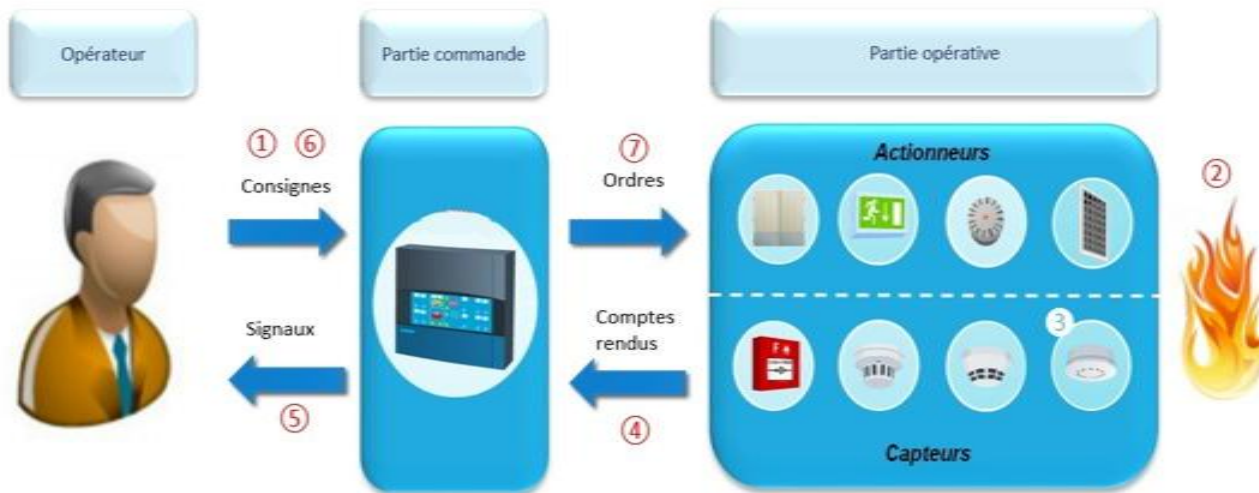 Opérateur
Partie commande
Partie opérative
① ⑥
Consignes
⑦
Ordres
Actionneurs
②
Signaux
⑤
Comptes
rendus
④
F
3
Capteurs